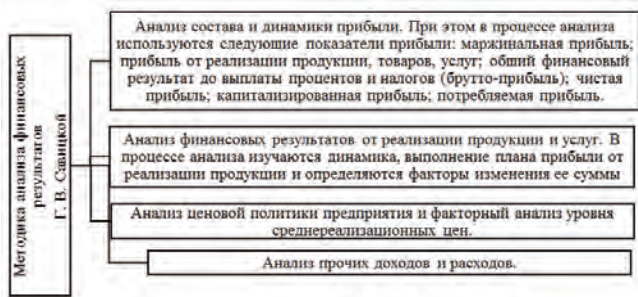 Методика анализа финансовых
результатов
Г. В. Савицкой
Анализ состава и динамики прибыли. При этом в процессе анализа
используются следующие показатели прибыли: маржинальная прибыль;
прибыль от реализации продукции, товаров, услуг; общий финансовый
результат до выплаты процентов и налогов (брутто-прибыль); чистая
прибыль; капитализированная прибыль; потребляемая прибыль.
Анализ финансовых результатов от реализации продукции и услуг. В
процессе анализа изучаются динамика, выполнение плана прибыли от
реализации продукции и определяются факторы изменения ее суммы
Анализ ценовой политики предприятия и факторный анализ уровня
среднереализационных цен.
Анализ прочих доходов и расходов.